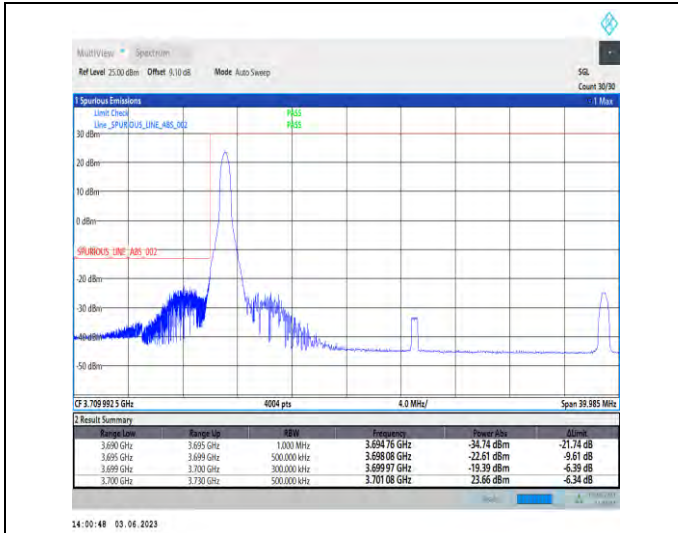 MultiView Spectrum
Ref Level 25.00 dBm Offset 9.10 dB Mode Auto Sweep SGL
Count 30/30
1 Spurious Emissions 1 Max
Limit Check PASS
Line _SPURIOUS_LINE_ABS_002 PASS
30 dBm
20 dBm
10 dBm
0 dBm
SPURIOUS_LINE_ABS_002
-20 dBm
-30 dBm
-40 dBm
-50 dBm
CF 3.709 992 5 GHz 4004 pts 4.0 MHz/ Span 39.985 MHz
2 Result Summary
Range Low Range Up RBW Frequency Power Abs ΔLimit
3.690 GHz 3.695 GHz 1.000 MHz 3.694 76 GHz -34.74 dBm -21.74 dB
3.695 GHz 3.699 GHz 500.000 kHz 3.698 08 GHz -22.61 dBm -9.61 dB
3.699 GHz 3.700 GHz 300.000 kHz 3.699 97 GHz -19.39 dBm -6.39 dB
3.700 GHz 3.730 GHz 500.000 kHz 3.701 08 GHz 23.66 dBm -6.34 dB
14:00:48 03.06.2023